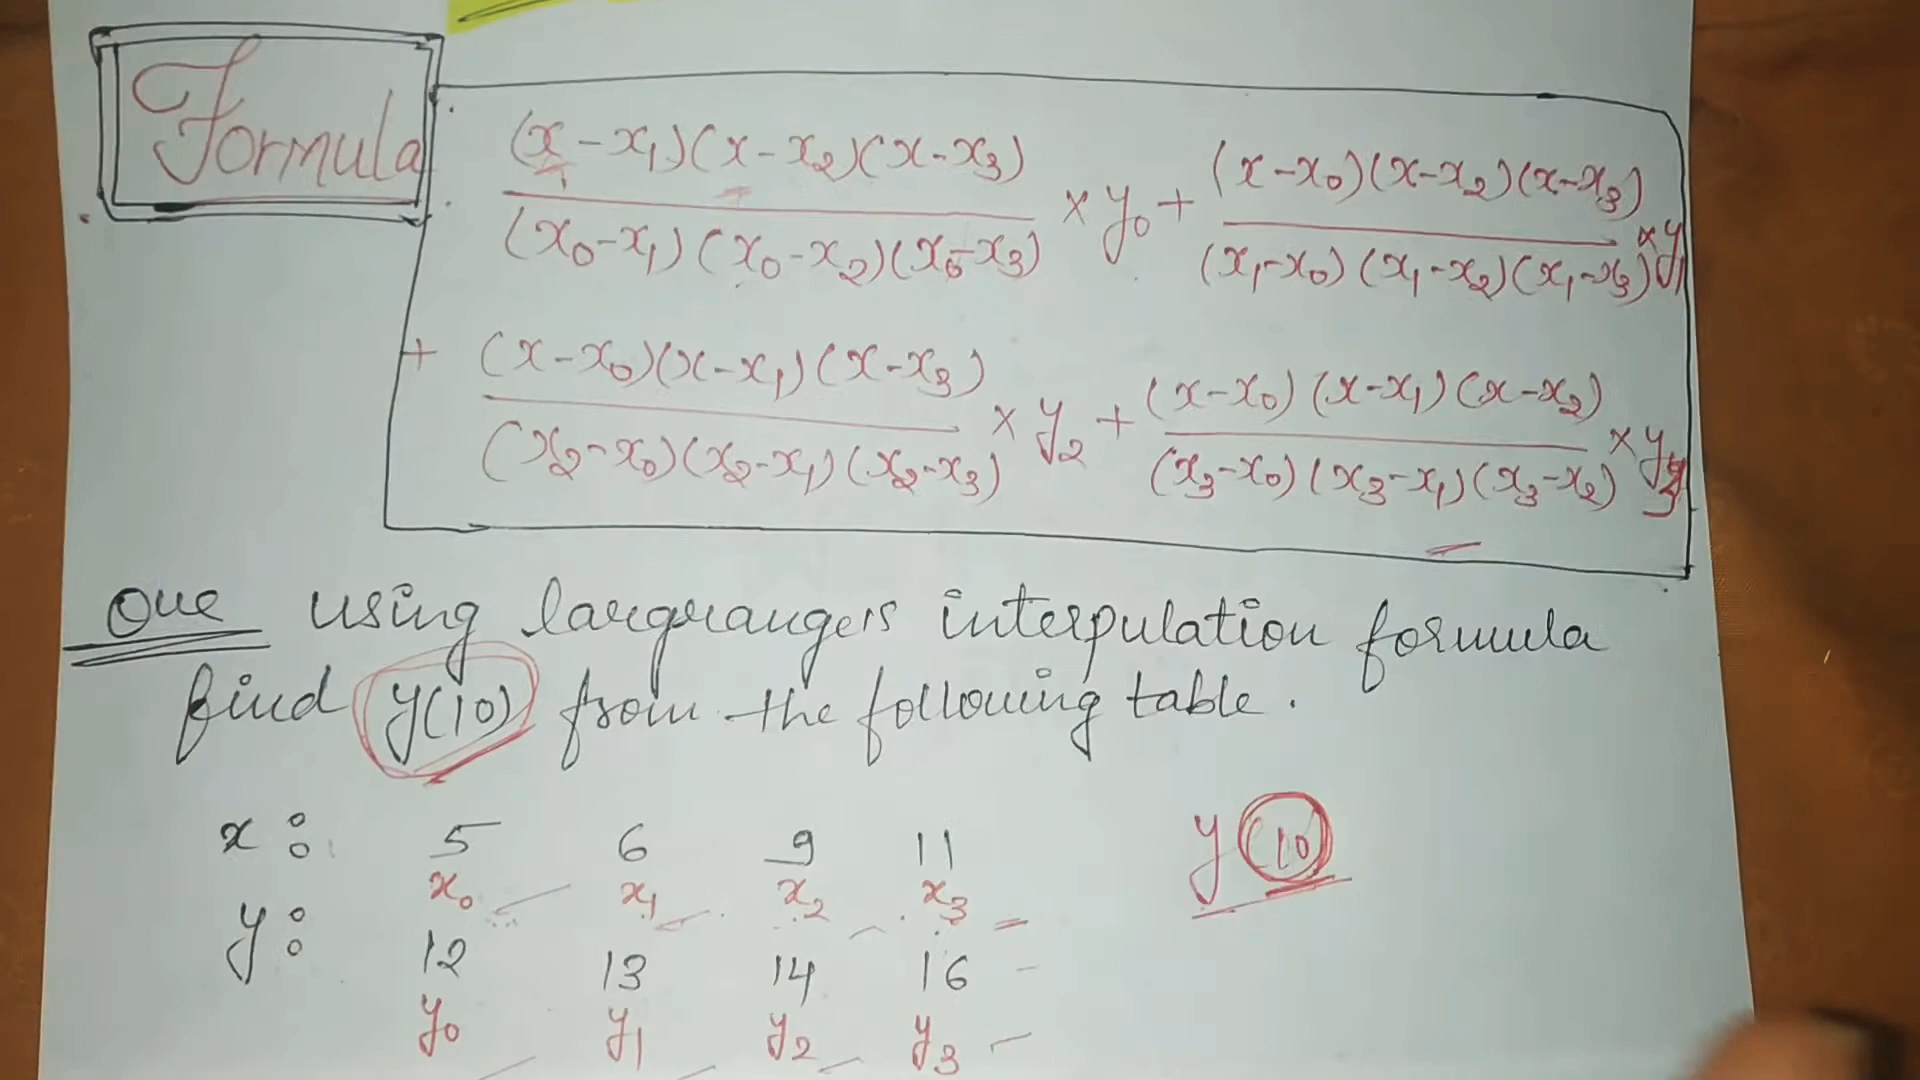 Formula
(x-x₁)(x-x₂)(x-x₃)
(x₀-x₁)(x₀-x₂)(x₀-x₃) × y₀ +
(x-x₀)(x-x₂)(x-x₃)
(x₁-x₀)(x₁-x₂)(x₁-x₃) × y₁
+ (x-x₀)(x-x₁)(x-x₃)
(x₂-x₀)(x₂-x₁)(x₂-x₃) × y₂ +
(x-x₀)(x-x₁)(x-x₂)
(x₃-x₀)(x₃-x₁)(x₃-x₂) × y₃
Que using largrangers interpulation formula
find y(10) from the following table.
x: 5 6 9 11
x₀ x₁ x₂ x₃
y: 12 13 14 16
y₀ y₁ y₂ y₃
y(10)